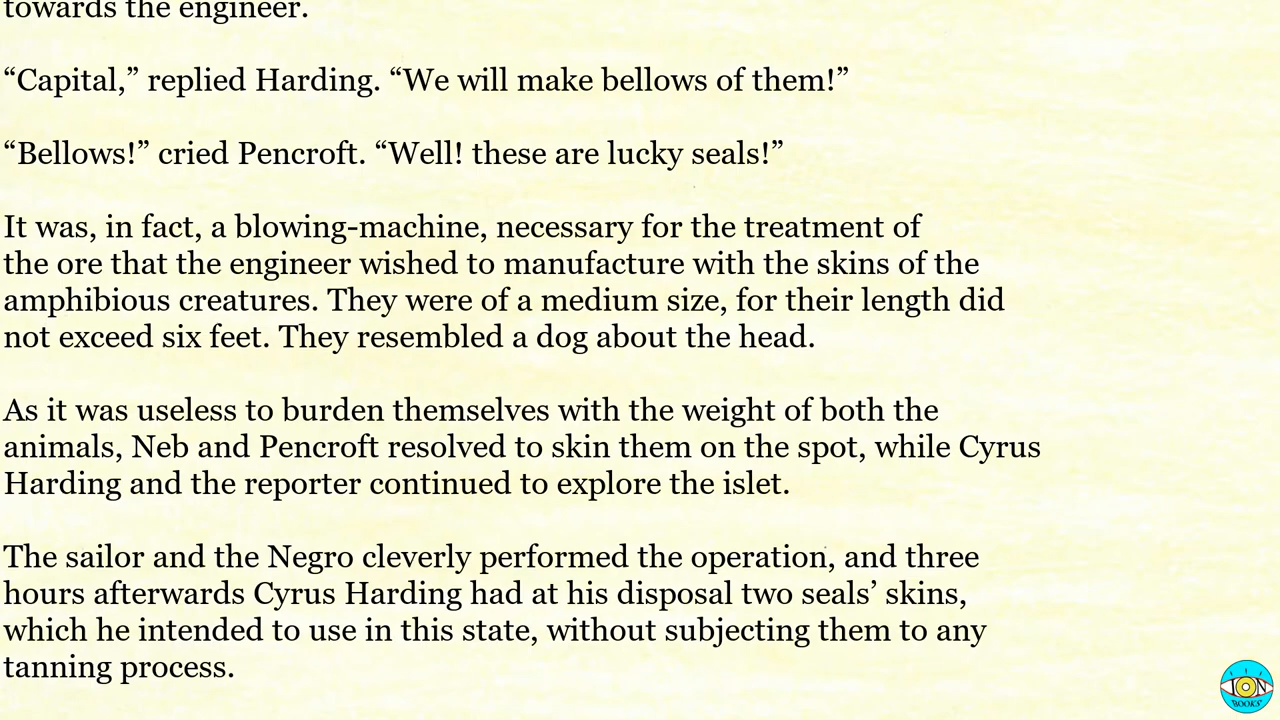 towards the engineer.
“Capital,” replied Harding. “We will make bellows of them!”
“Bellows!” cried Pencroft. “Well! these are lucky seals!”
It was, in fact, a blowing-machine, necessary for the treatment of
the ore that the engineer wished to manufacture with the skins of the
amphibious creatures. They were of a medium size, for their length did
not exceed six feet. They resembled a dog about the head.
As it was useless to burden themselves with the weight of both the
animals, Neb and Pencroft resolved to skin them on the spot, while Cyrus
Harding and the reporter continued to explore the islet.
The sailor and the Negro cleverly performed the operation, and three
hours afterwards Cyrus Harding had at his disposal two seals’ skins,
which he intended to use in this state, without subjecting them to any
tanning process.
ION
BOOKS